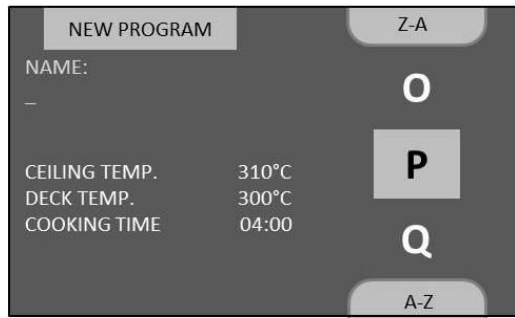 NEW PROGRAM
NAME:
_
CEILING TEMP. 310°C
DECK TEMP. 300°C
COOKING TIME 04:00
Z-A
O
P
Q
A-Z